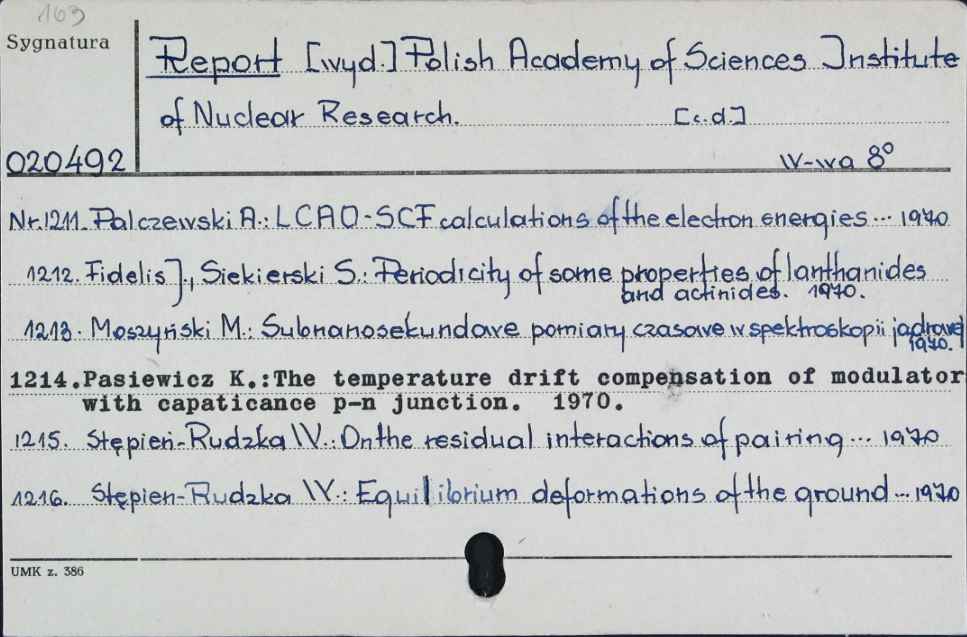 163
Sygnatura
Report [wyd.] Polish Academy of Sciences Institute
of Nuclear Research. [c.d.]
020492 W-wa 8°
Nr.1211. Palczewski A.: LCAO-SCF calculations of the electron energies... 1970
1212. Fidelis J., Siekierski S.: Periodicity of some properties of lanthanides
and actinides. 1970.
1213. Moszyński M.: Subnanosekundowe pomiary czasowe w spektroskopii jądrowej
1970.
1214.Pasiewicz K.:The temperature drift compensation of modulator
with capaticance p-n junction. 1970.
1215. Stępień-Rudzka W.: On the residual interactions of pairing... 1970
1216. Stępien-Rudzka W.: Equilibrium deformations of the ground... 1970
UMK z. 386